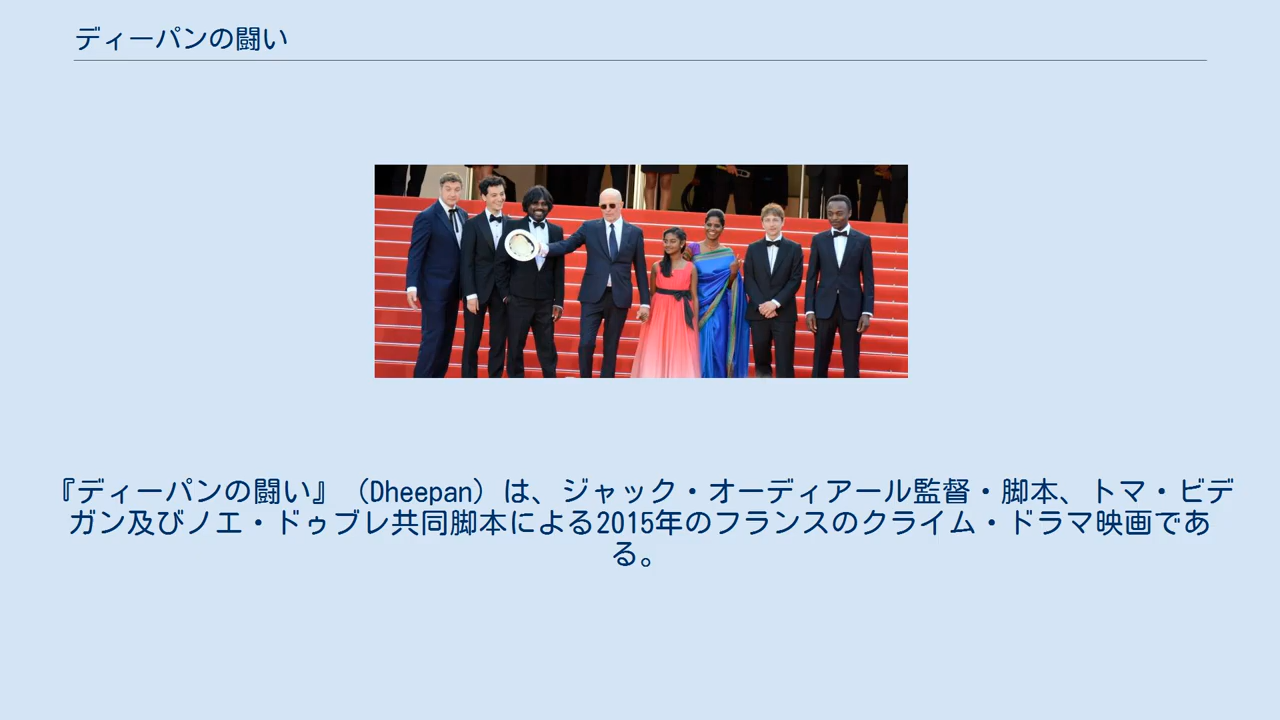 ディーパンの闘い
『ディーパンの闘い』（Dheepan）は、ジャック・オーディアール監督・脚本、トマ・ビデ
ガン及びノエ・ドゥブレ共同脚本による2015年のフランスのクライム・ドラマ映画であ
る。